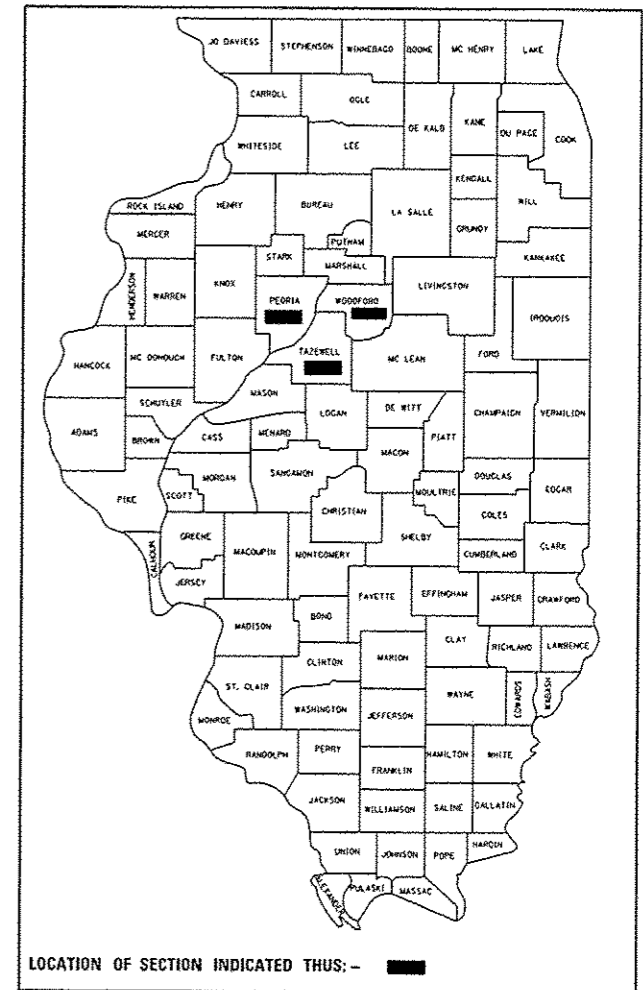 JO DAVIESS STEPHENSON WINNEBAGO BOONE MC HENRY LAKE
CARROLL OGLE
DE KALB KANE DU PAGE COOK
WHITESIDE LEE
KENDALL WILL
ROCK ISLAND HENRY BUREAU LA SALLE
MERCER PUTNAM GRUNDY
STARK KANKAKEE
MARSHALL
HENDERSON WARREN KNOX PEORIA WOODFORD LIVINGSTON
IROQUOIS
HANCOCK MC DONOUGH FULTON TAZEWELL MC LEAN FORD
MASON
SCHUYLER LOGAN DE WITT CHAMPAIGN VERMILION
ADAMS BROWN CASS MENARD MACON PIATT
MORGAN SANGAMON DOUGLAS EDGAR
PIKE SCOTT MOULTRIE
CHRISTIAN COLES
CALHOUN GREENE MACOUPIN MONTGOMERY SHELBY CUMBERLAND CLARK
JERSEY
FAYETTE EFFINGHAM JASPER CRAWFORD
MADISON BOND
CLAY RICHLAND LAWRENCE
CLINTON MARION
ST. CLAIR WAYNE EDWARDS WABASH
MONROE WASHINGTON JEFFERSON
RANDOLPH PERRY HAMILTON WHITE
FRANKLIN
JACKSON WILLIAMSON SALINE GALLATIN
UNION JOHNSON POPE HARDIN
ALEXANDER PULASKI MASSAC
LOCATION OF SECTION INDICATED THUS: -